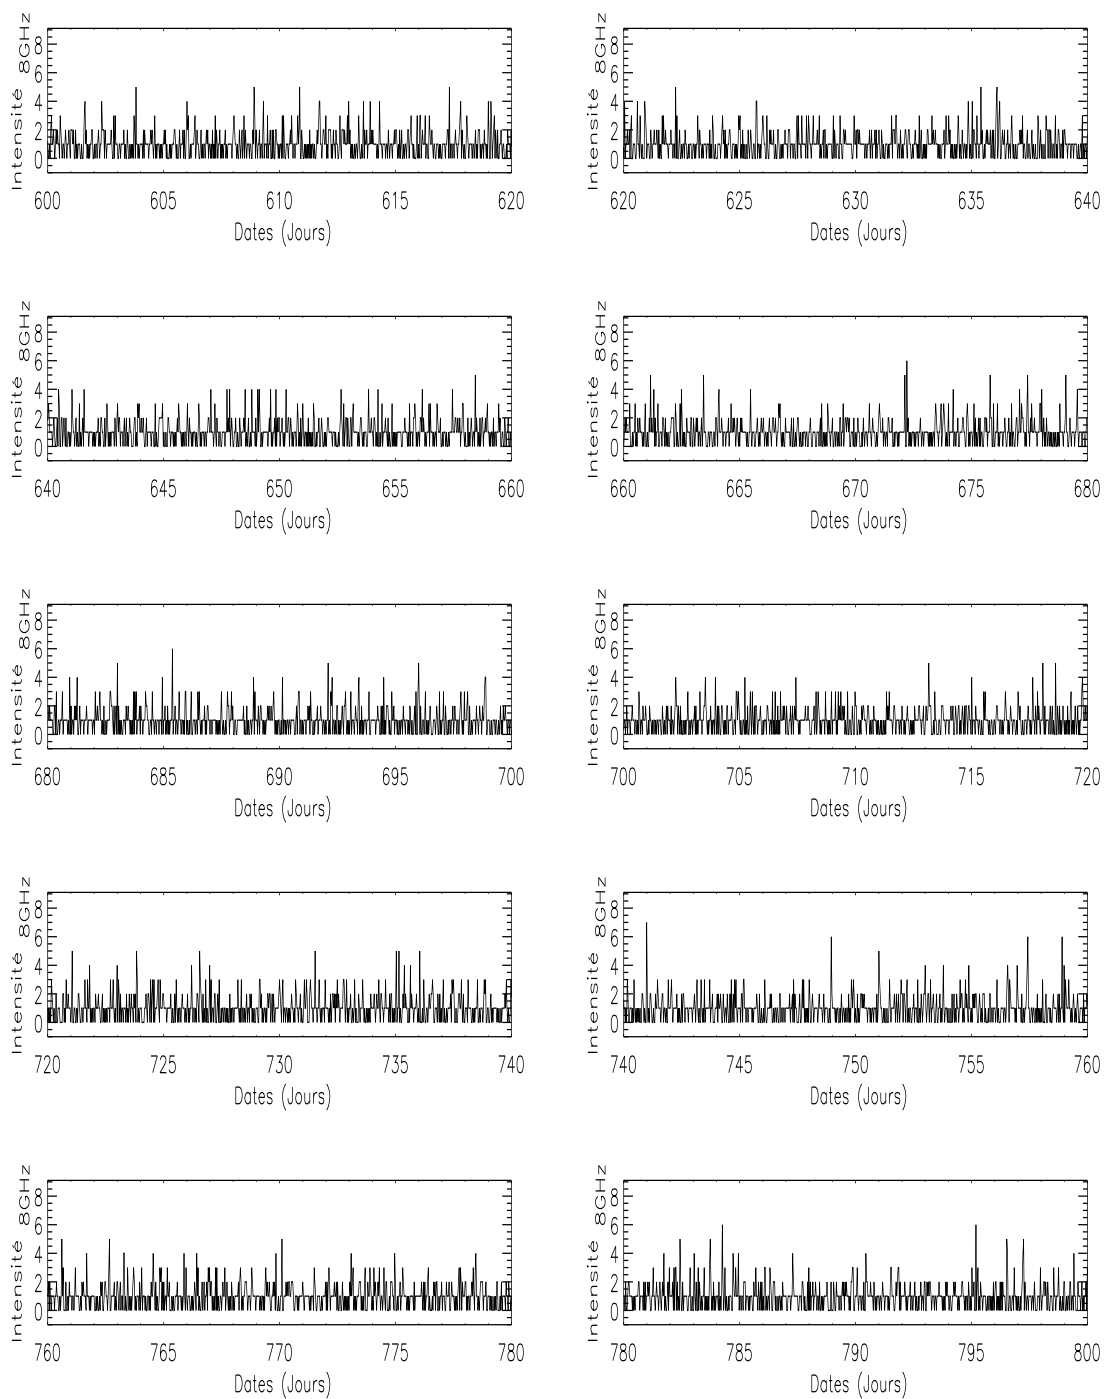 Intensité 8GHz
8
6
4
2
0
600 605 610 615 620
Dates (Jours)
Intensité 8GHz
8
6
4
2
0
620 625 630 635 640
Dates (Jours)
Intensité 8GHz
8
6
4
2
0
640 645 650 655 660
Dates (Jours)
Intensité 8GHz
8
6
4
2
0
660 665 670 675 680
Dates (Jours)
Intensité 8GHz
8
6
4
2
0
680 685 690 695 700
Dates (Jours)
Intensité 8GHz
8
6
4
2
0
700 705 710 715 720
Dates (Jours)
Intensité 8GHz
8
6
4
2
0
720 725 730 735 740
Dates (Jours)
Intensité 8GHz
8
6
4
2
0
740 745 750 755 760
Dates (Jours)
Intensité 8GHz
8
6
4
2
0
760 765 770 775 780
Dates (Jours)
Intensité 8GHz
8
6
4
2
0
780 785 790 795 800
Dates (Jours)